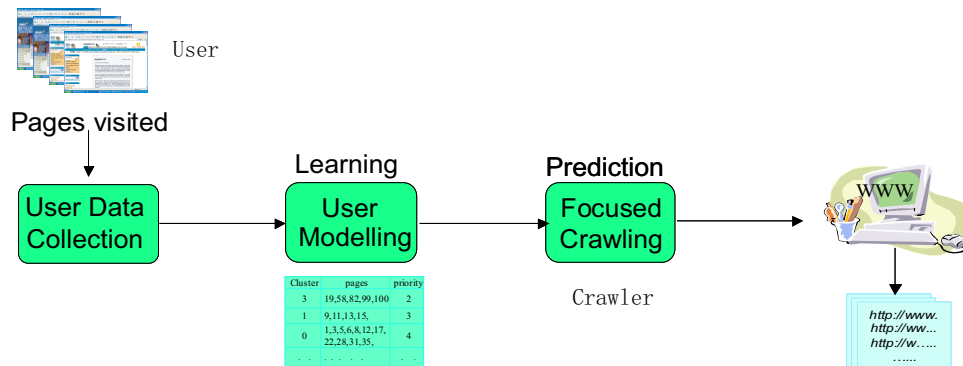 User
Pages visited
Learning
Prediction
User Data
Collection
User
Modelling
Focused
Crawling
WWW
Cluster pages priority
3 19,58,82,99,100 2
1 9,11,13,15, 3
0 1,3,5,6,8,12,17,
22,28,31,35, 4
. . . . . . . . .
Crawler
http://www.
http://ww...
http://w.....
......